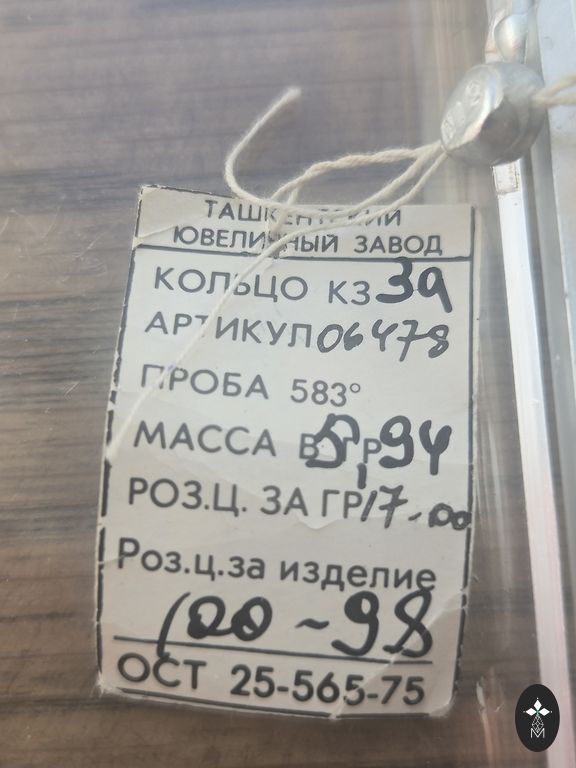 ТАШКЕНТСКИЙ
ЮВЕЛИЧНЫЙ ЗАВОД
КОЛЬЦО КЗ 39
АРТИКУЛ 06478
ПРОБА 583°
МАССА В ГР 5,94
РОЗ.Ц. ЗА ГР 17-00
Роз.ц.за изделие
100-98
ОСТ 25-565-75
М